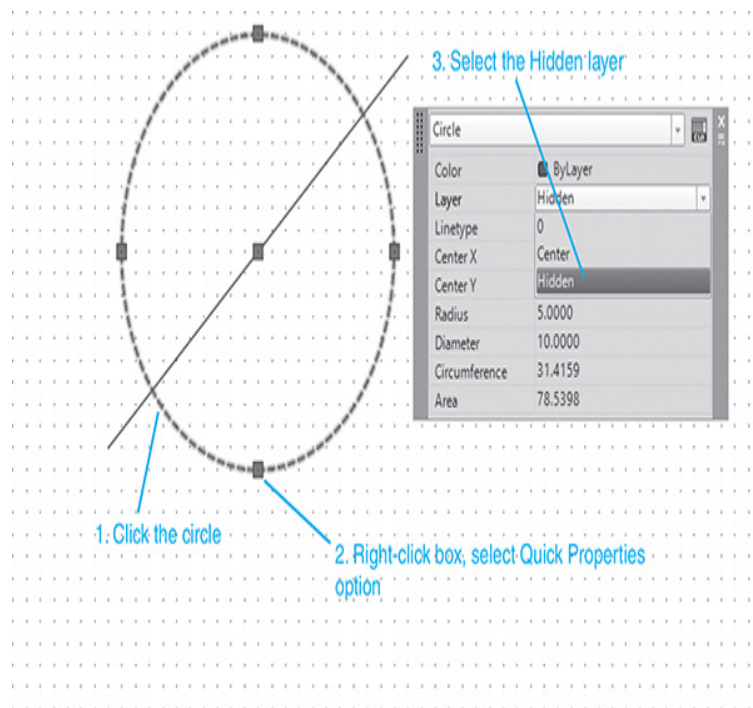 3. Select the Hidden layer
Circle
Color ByLayer
Layer Hidden
Linetype 0
Center X Center
Center Y Hidden
Radius 5.0000
Diameter 10.0000
Circumference 31.4159
Area 78.5398
1. Click the circle
2. Right-click box, select Quick Properties
option